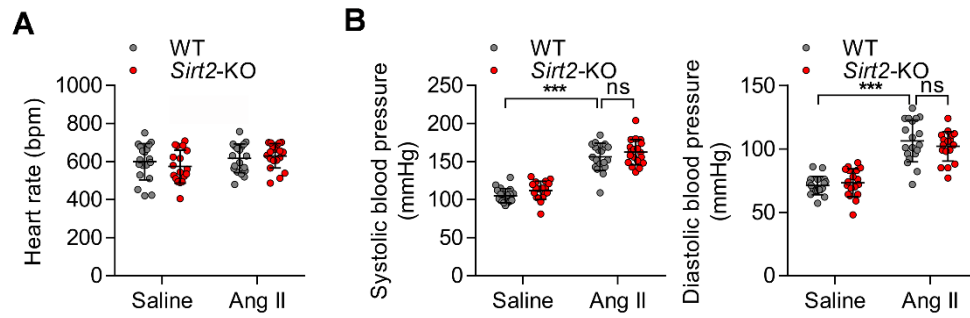 A
WT
Sirt2-KO
Heart rate (bpm)
1000
800
600
400
200
0
Saline
Ang II
B
WT
Sirt2-KO
Systolic blood pressure
(mmHg)
250
200
150
100
50
0
***
ns
Saline
Ang II
WT
Sirt2-KO
Diastolic blood pressure
(mmHg)
150
100
50
0
***
ns
Saline
Ang II